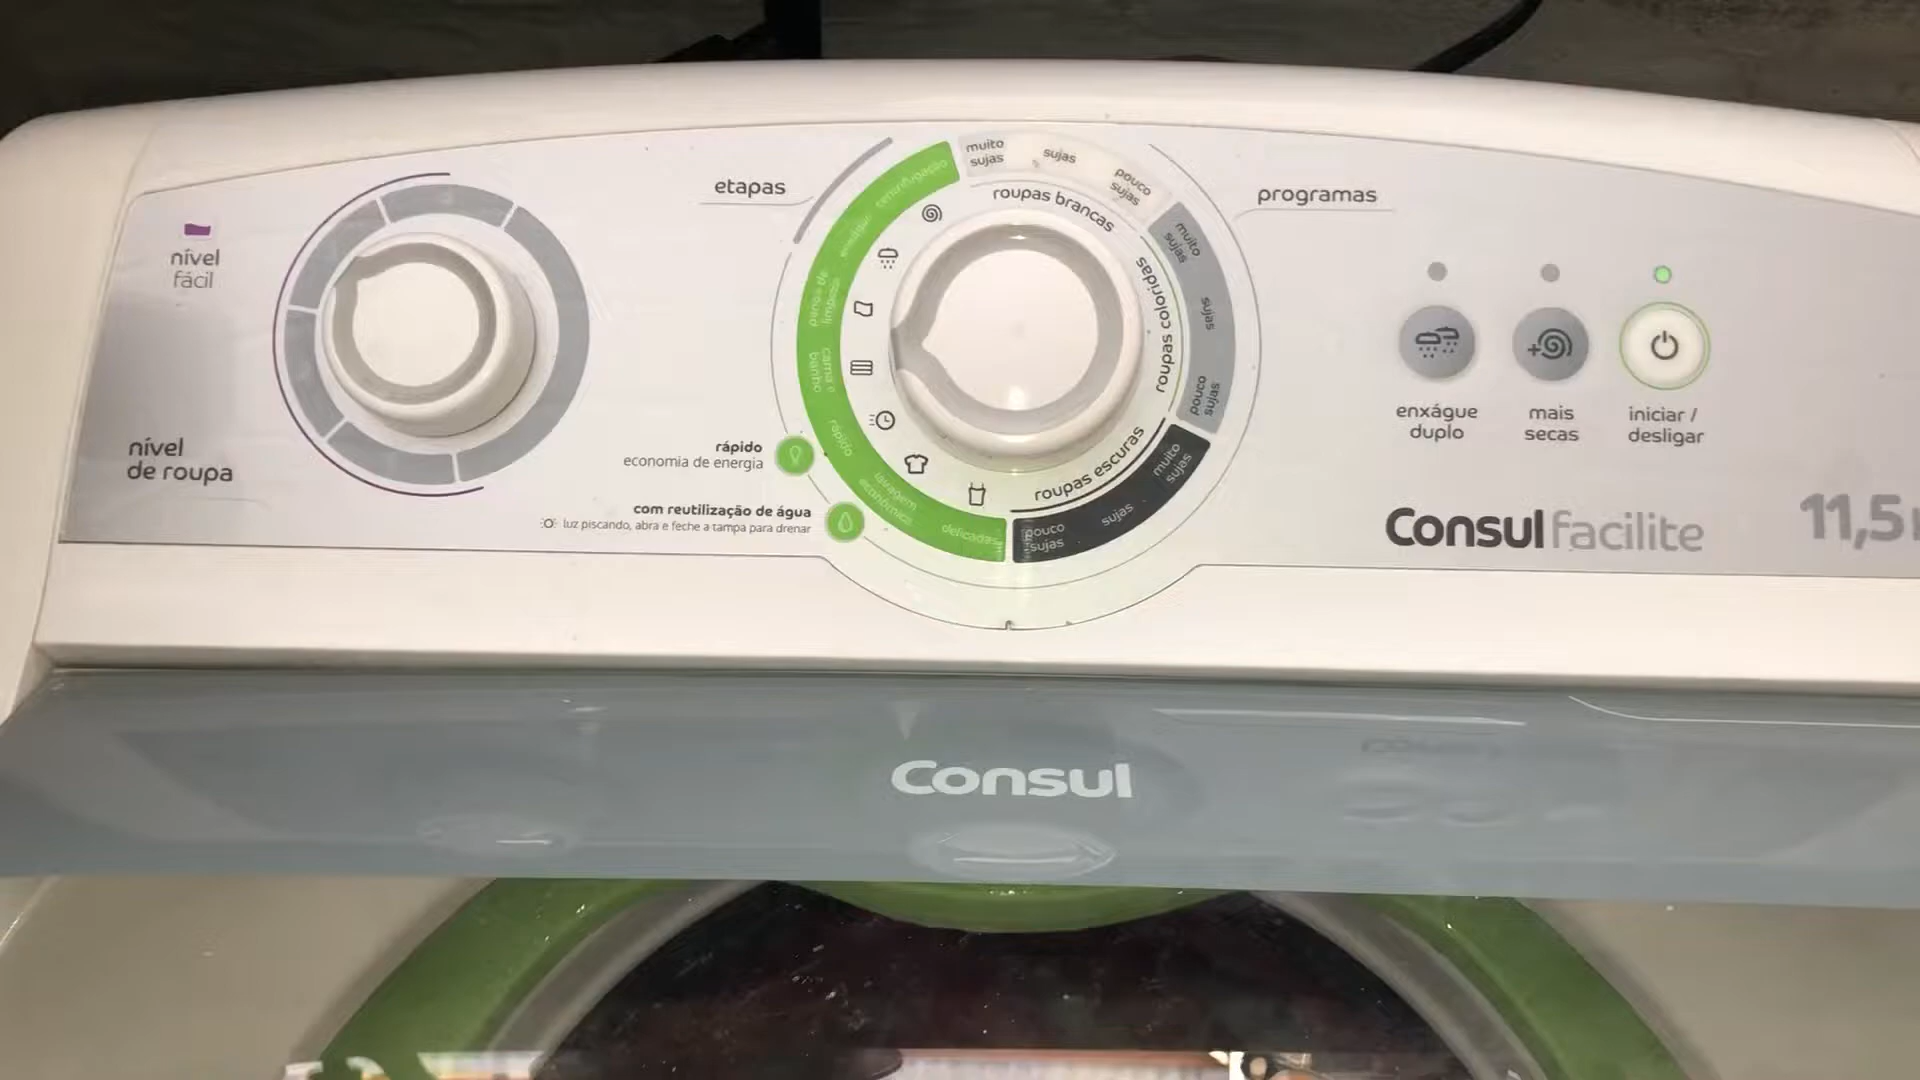 nível
fácil
nível
de roupa
etapas
programas
centrifugação
enxágue
pano de
limpeza
cama e
banho
rápido
lavagem
econômica
delicadas
muito
sujas
sujas
pouco
sujas
roupas brancas
muito
sujas
sujas
pouco
sujas
roupas coloridas
muito
sujas
sujas
pouco
sujas
roupas escuras
rápido
economia de energia
com reutilização de água
luz piscando, abra e feche a tampa para drenar
enxágue
duplo
mais
secas
iniciar /
desligar
Consul facilite
11,5
Consul